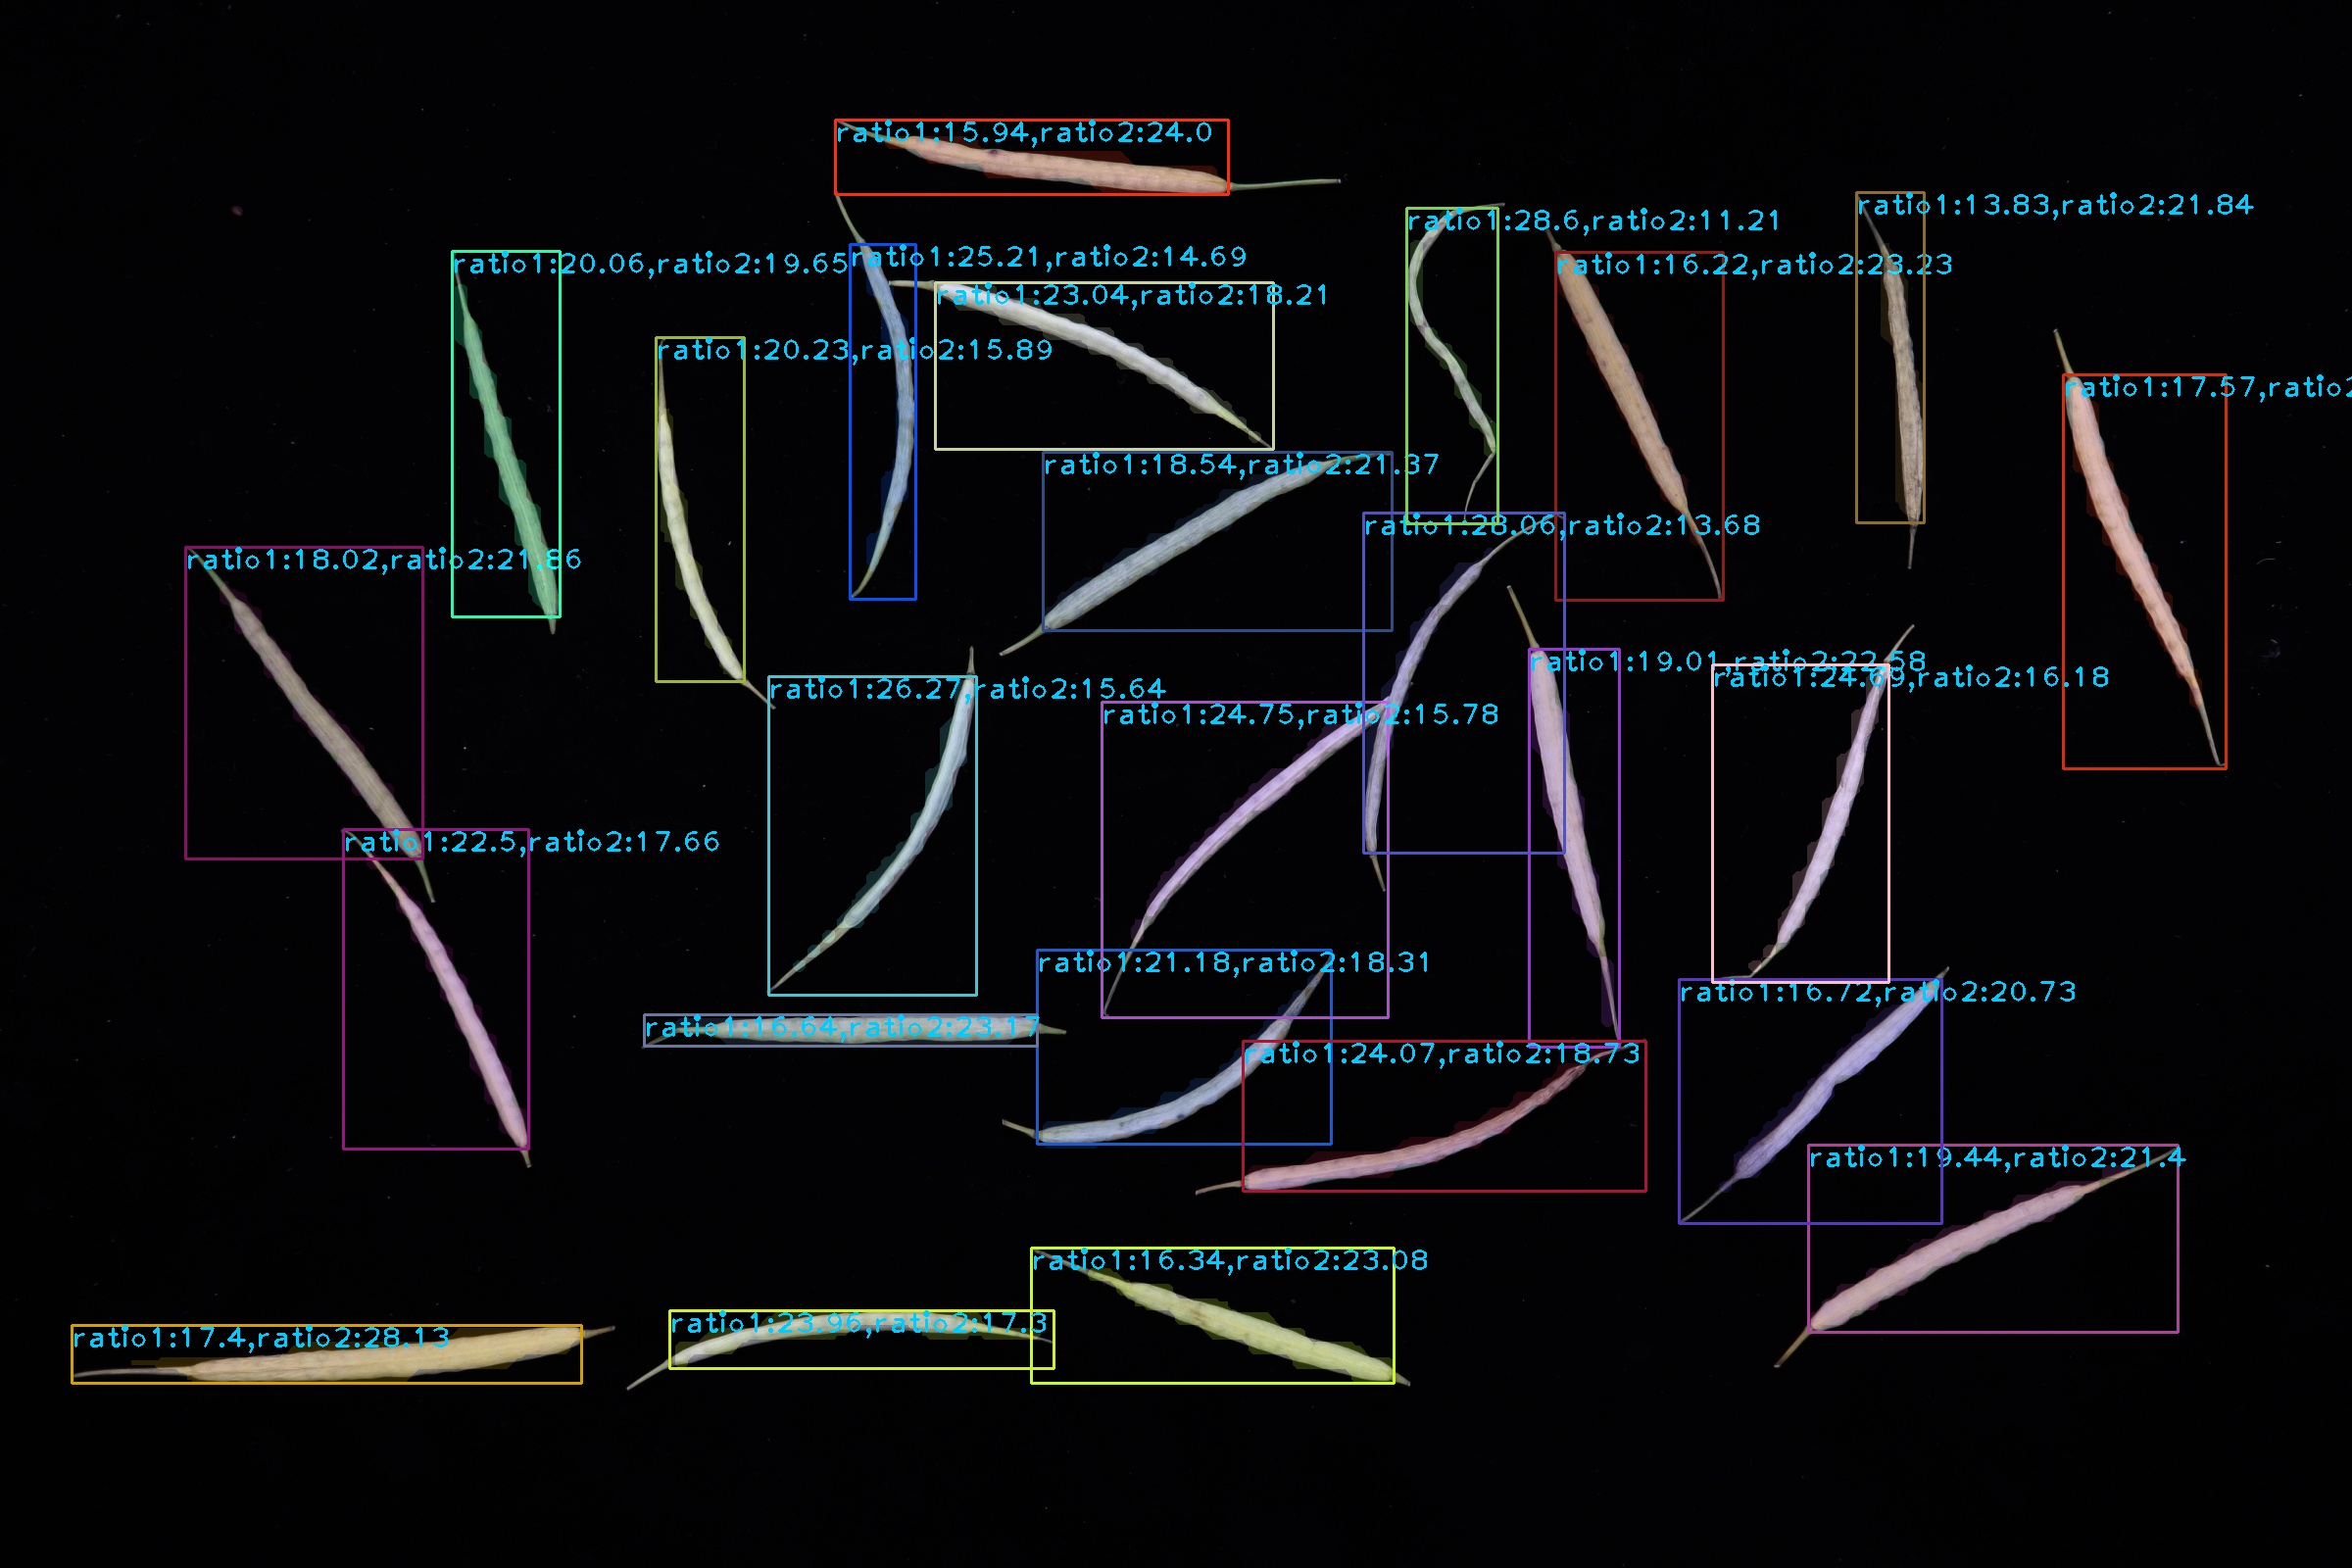 ratio1:15.94,ratio2:24.0
ratio1:13.83,ratio2:21.84
ratio1:28.6,ratio2:11.21
ratio1:25.21,ratio2:14.69
ratio1:20.06,ratio2:19.65
ratio1:16.22,ratio2:23.23
ratio1:23.04,ratio2:18.21
ratio1:20.23,ratio2:15.89
ratio1:17.57,ratio2
ratio1:18.54,ratio2:21.37
ratio1:28.06,ratio2:13.68
ratio1:18.02,ratio2:21.86
ratio1:19.01,ratio2:22.58
ratio1:24.69,ratio2:16.18
ratio1:26.27,ratio2:15.64
ratio1:24.75,ratio2:15.78
ratio1:22.5,ratio2:17.66
ratio1:21.18,ratio2:18.31
ratio1:16.72,ratio2:20.73
ratio1:16.64,ratio2:23.17
ratio1:24.07,ratio2:18.73
ratio1:19.44,ratio2:21.4
ratio1:16.34,ratio2:23.08
ratio1:23.96,ratio2:17.3
ratio1:17.4,ratio2:28.13